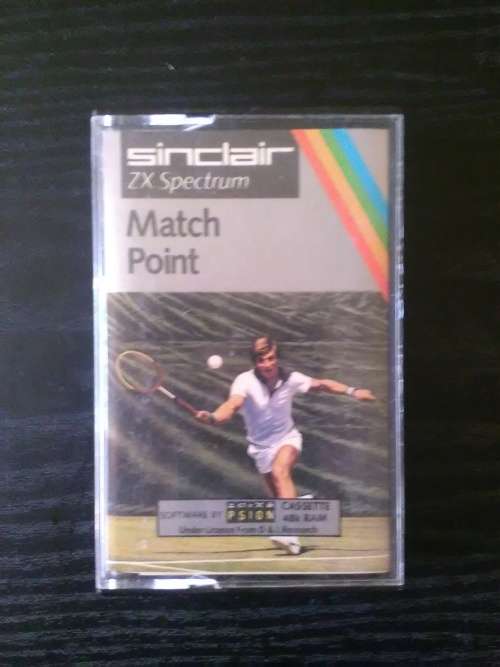 sinclair
ZX Spectrum
Match
Point
SOFTWARE BY PSION CASSETTE
48k RAM
Under Licence From D & L Research